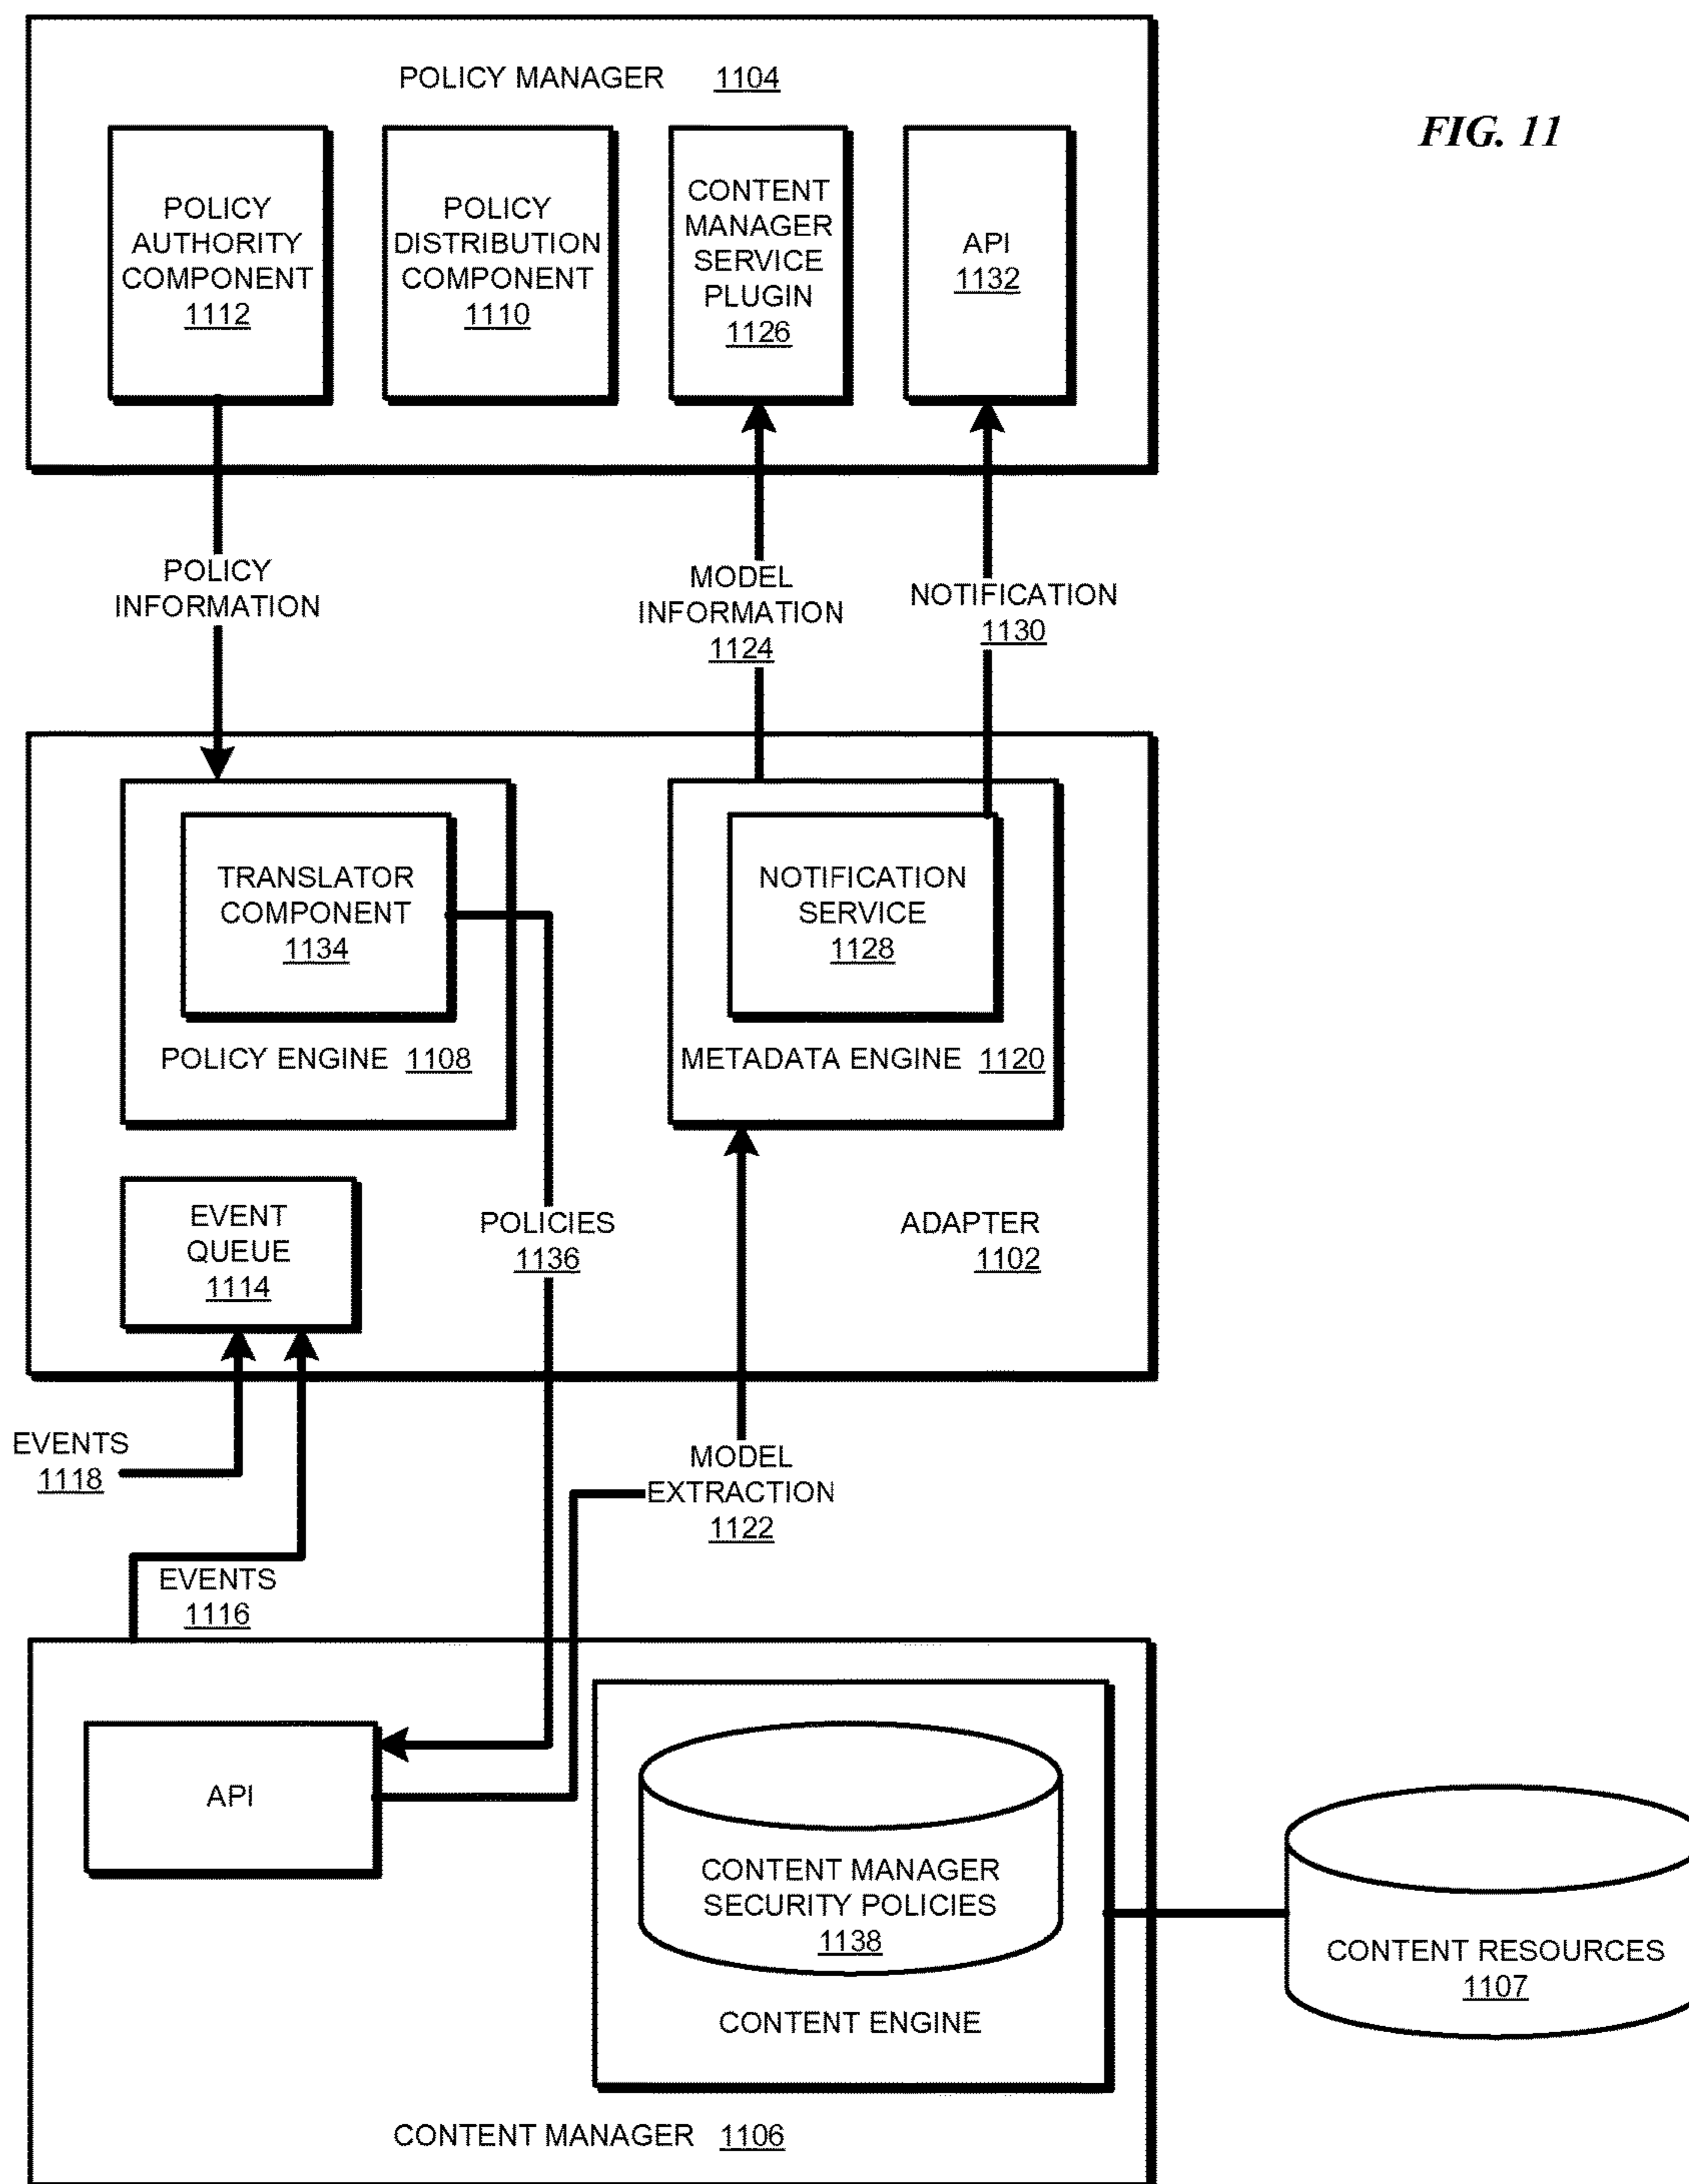 POLICY MANAGER 1104
FIG. 11
POLICY
AUTHORITY
COMPONENT
1112
POLICY
DISTRIBUTION
COMPONENT
1110
CONTENT
MANAGER
SERVICE
PLUGIN
1126
API
1132
POLICY
INFORMATION
MODEL
INFORMATION
1124
NOTIFICATION
1130
TRANSLATOR
COMPONENT
1134
POLICY ENGINE 1108
NOTIFICATION
SERVICE
1128
METADATA ENGINE 1120
EVENT
QUEUE
1114
POLICIES
1136
ADAPTER
1102
EVENTS
1118
MODEL
EXTRACTION
1122
EVENTS
1116
API
CONTENT MANAGER
SECURITY POLICIES
1138
CONTENT ENGINE
CONTENT RESOURCES
1107
CONTENT MANAGER 1106